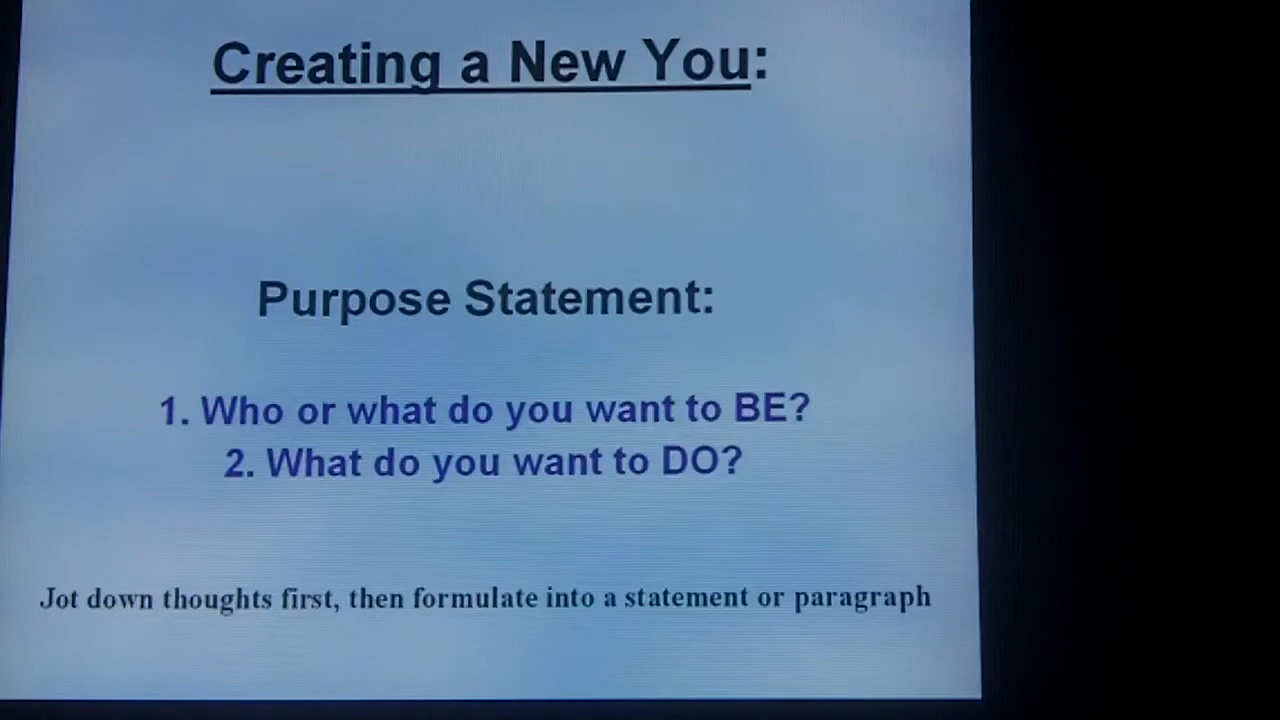 Creating a New You:
Purpose Statement:
1. Who or what do you want to BE?
2. What do you want to DO?
Jot down thoughts first, then formulate into a statement or paragraph